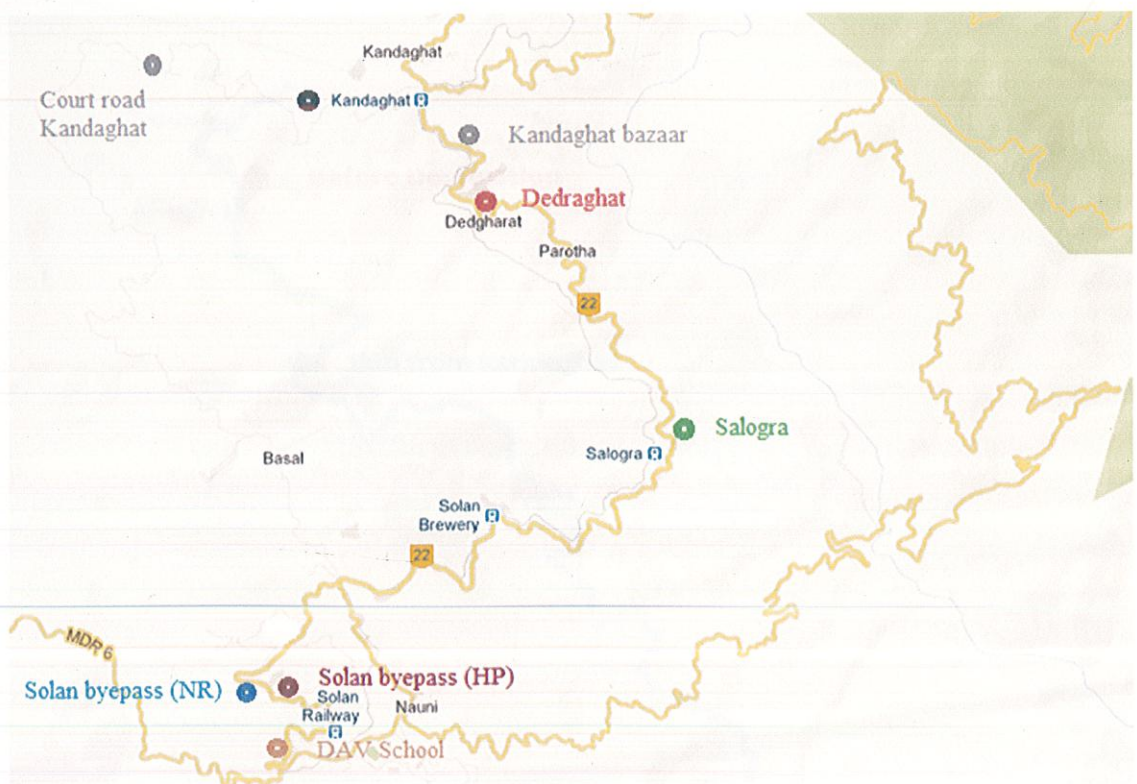 Kandaghat
Court road
Kandaghat
Kandaghat
Kandaghat bazaar
Dedraghat
Dedgharat
Parotha
22
Salogra
Salogra
Basal
Solan
Brewery
22
MDR 6
Solan byepass (HP)
Solan byepass (NR)
Solan
Railway
Nauni
DAV School